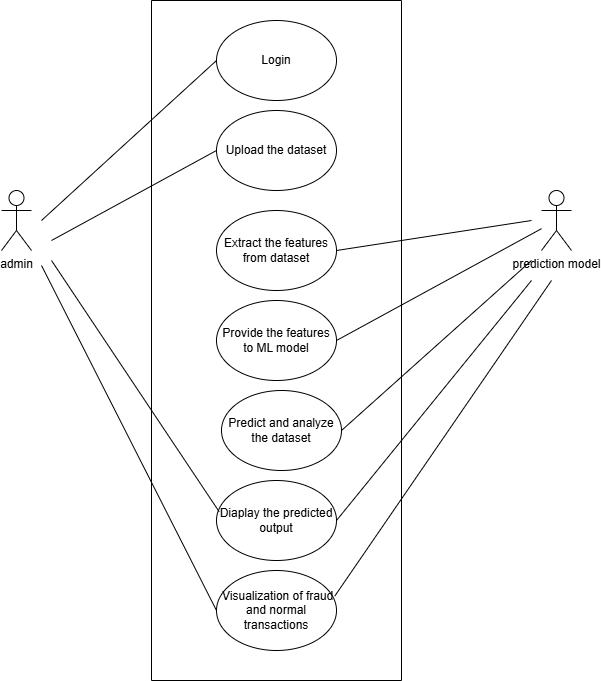 Login
Upload the dataset
admin
prediction model
Extract the features
from dataset
Provide the features
to ML model
Predict and analyze
the dataset
Diaplay the predicted
output
Visualization of fraud
and normal
transactions